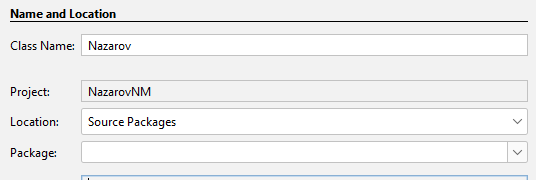 Name and Location
Class Name: Nazarov
Project: NazarovNM
Location: Source Packages
Package: